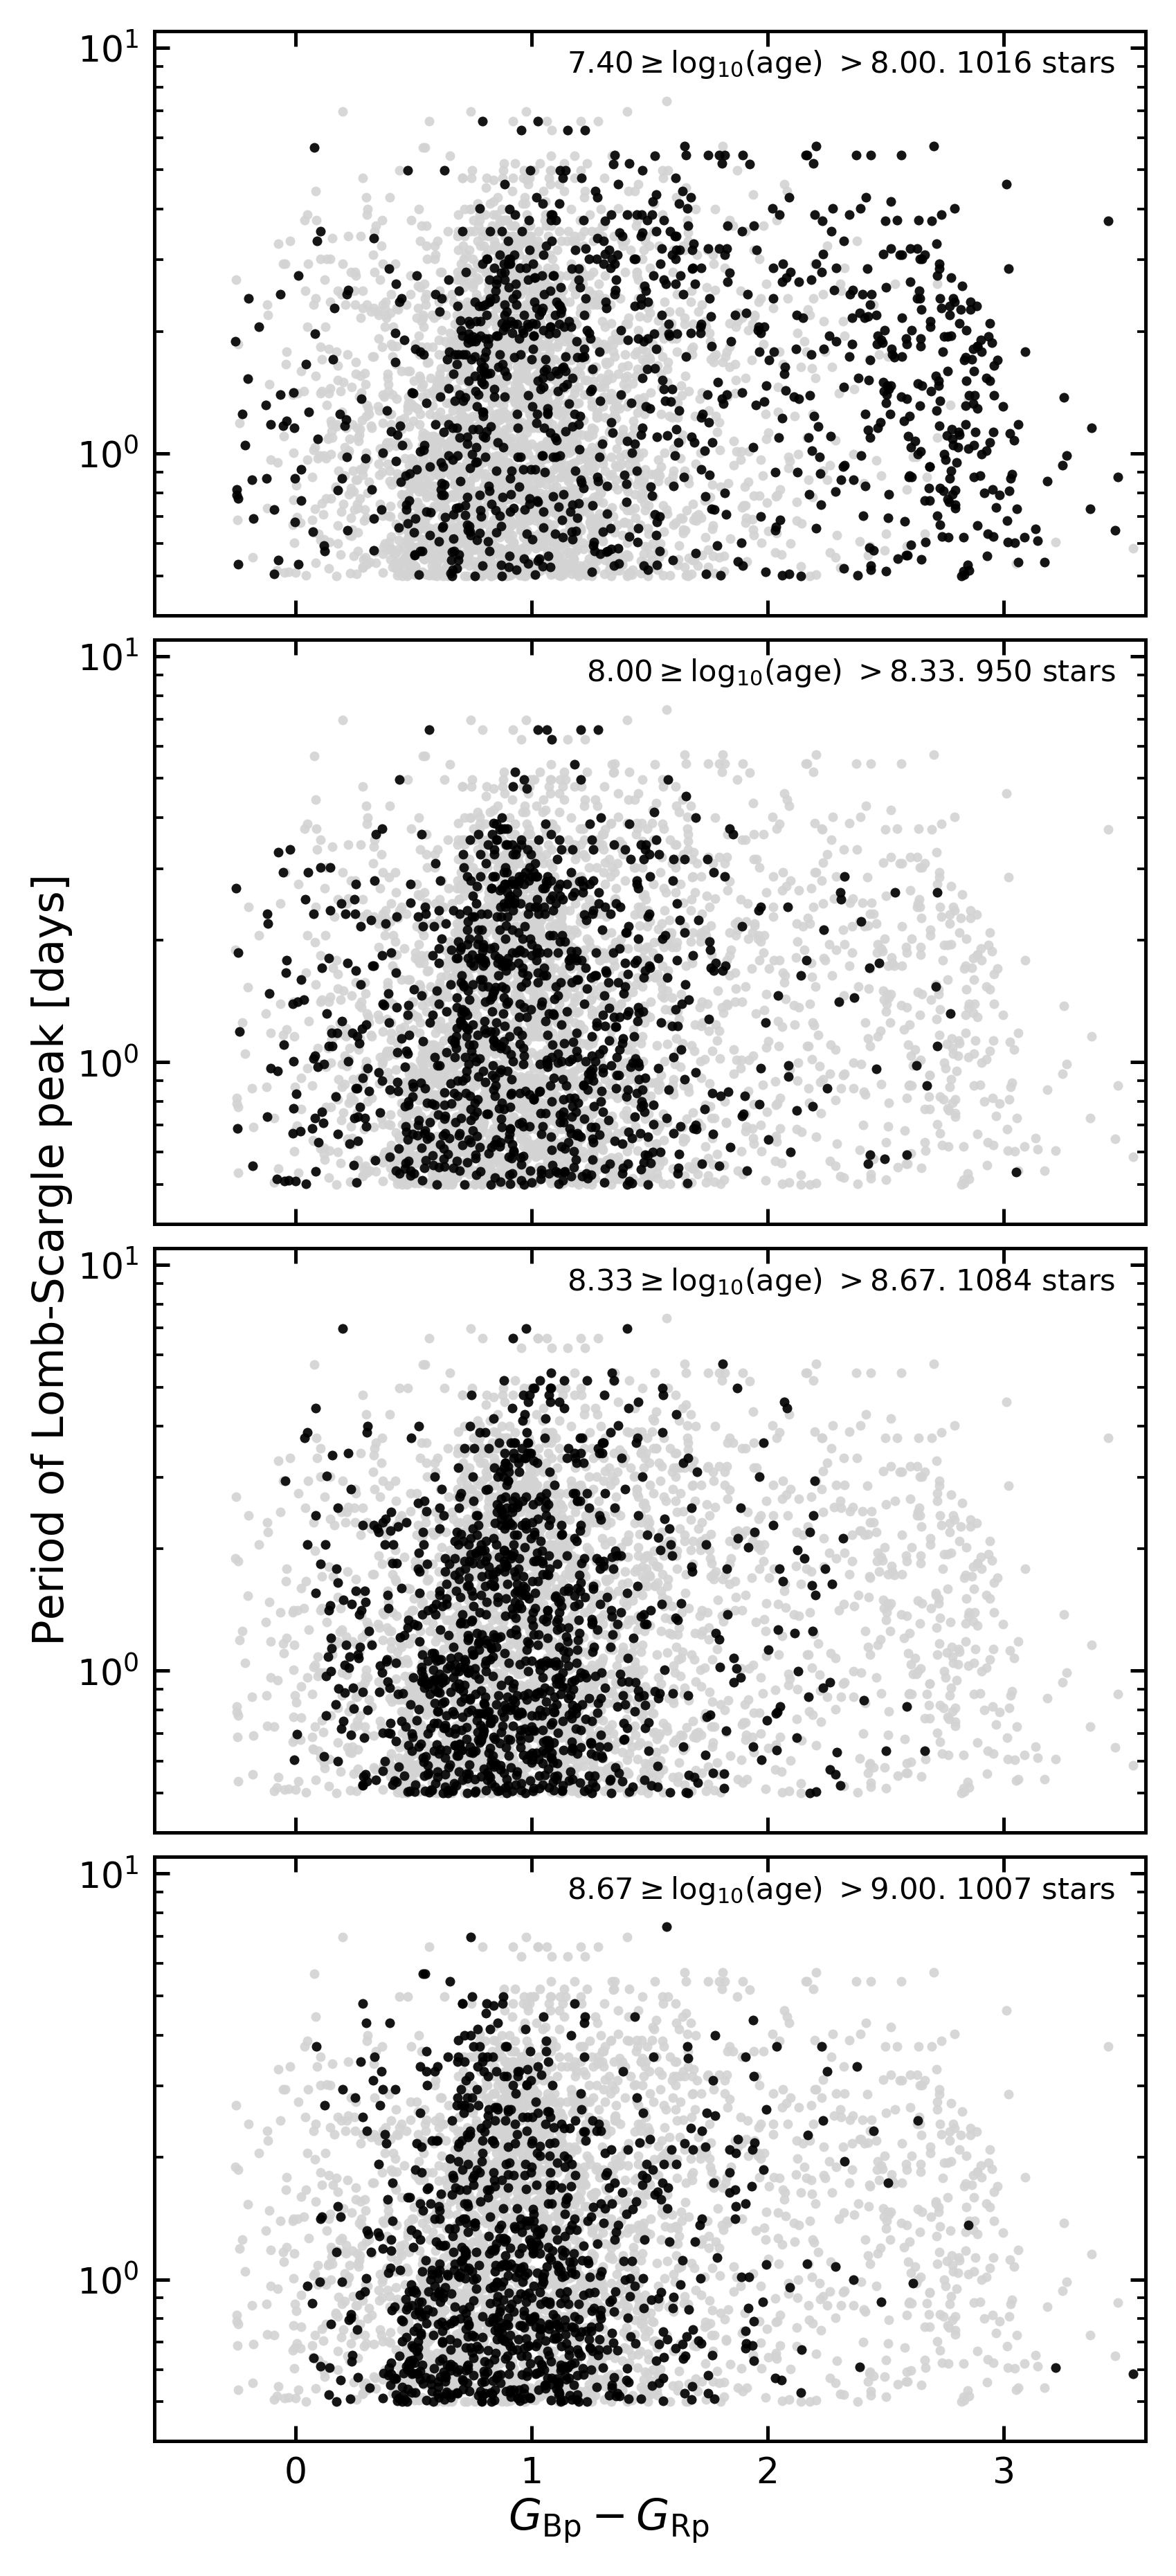 Period of Lomb-Scargle peak [days]
10¹
7.40 ≥ log₁₀(age) > 8.00. 1016 stars
10⁰
10¹
8.00 ≥ log₁₀(age) > 8.33. 950 stars
10⁰
10¹
8.33 ≥ log₁₀(age) > 8.67. 1084 stars
10⁰
10¹
8.67 ≥ log₁₀(age) > 9.00. 1007 stars
10⁰
0 1 2 3
G_Bp − G_Rp